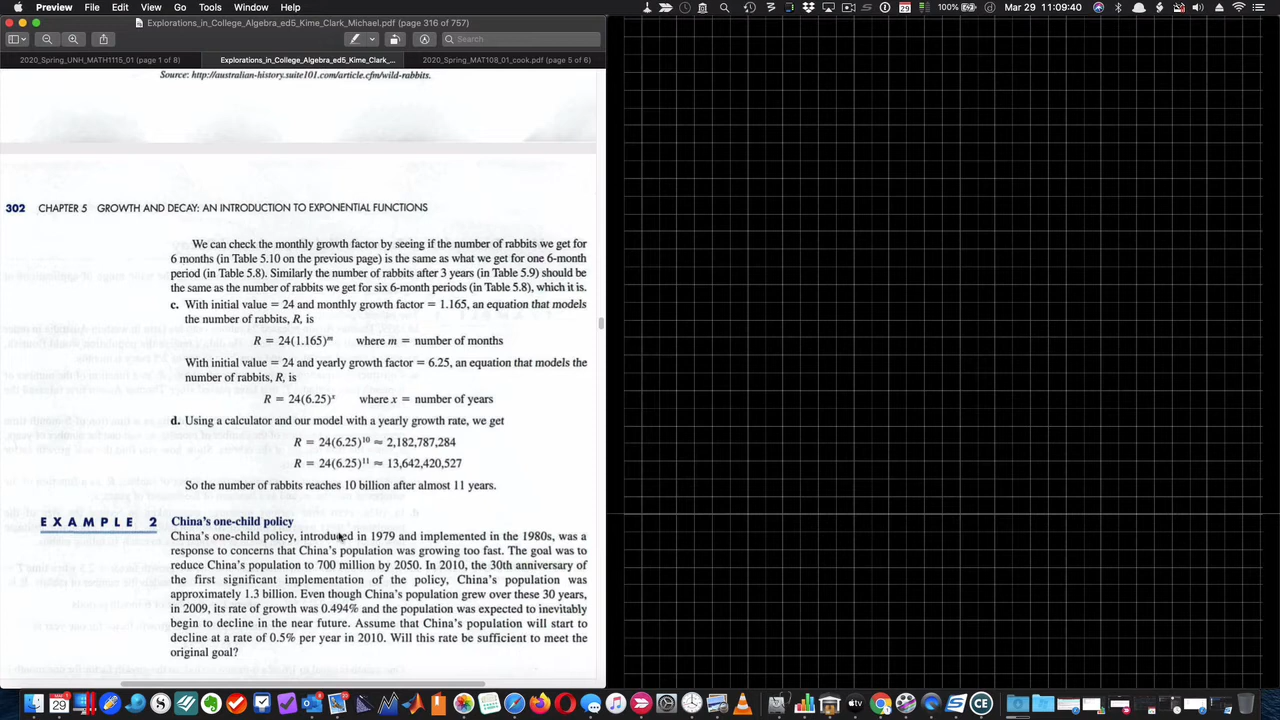 Preview File Edit View Go Tools Window Help
100% Mar 29 11:09:40
Explorations_in_College_Algebra_ed5_Kime_Clark_Michael.pdf (page 316 of 757)
Search
2020_Spring_UNH_MATH1115_01 (page 1 of 8) Explorations_in_College_Algebra_ed5_Kime_Clark_... 2020_Spring_MAT108_01_cook.pdf (page 5 of 6)
Source: http://australian-history.suite101.com/article.cfm/wild-rabbits.
302 CHAPTER 5 GROWTH AND DECAY: AN INTRODUCTION TO EXPONENTIAL FUNCTIONS
We can check the monthly growth factor by seeing if the number of rabbits we get for
6 months (in Table 5.10 on the previous page) is the same as what we get for one 6-month
period (in Table 5.8). Similarly the number of rabbits after 3 years (in Table 5.9) should be
the same as the number of rabbits we get for six 6-month periods (in Table 5.8), which it is.
c. With initial value = 24 and monthly growth factor = 1.165, an equation that models
the number of rabbits, R, is
R = 24(1.165)ᵐ where m = number of months
With initial value = 24 and yearly growth factor = 6.25, an equation that models the
number of rabbits, R, is
R = 24(6.25)ˣ where x = number of years
d. Using a calculator and our model with a yearly growth rate, we get
R = 24(6.25)¹⁰ ≈ 2,182,787,284
R = 24(6.25)¹¹ ≈ 13,642,420,527
So the number of rabbits reaches 10 billion after almost 11 years.
EXAMPLE 2 China's one-child policy
China's one-child policy, introduced in 1979 and implemented in the 1980s, was a
response to concerns that China's population was growing too fast. The goal was to
reduce China's population to 700 million by 2050. In 2010, the 30th anniversary of
the first significant implementation of the policy, China's population was
approximately 1.3 billion. Even though China's population grew over these 30 years,
in 2009, its rate of growth was 0.494% and the population was expected to inevitably
begin to decline in the near future. Assume that China's population will start to
decline at a rate of 0.5% per year in 2010. Will this rate be sufficient to meet the
original goal?